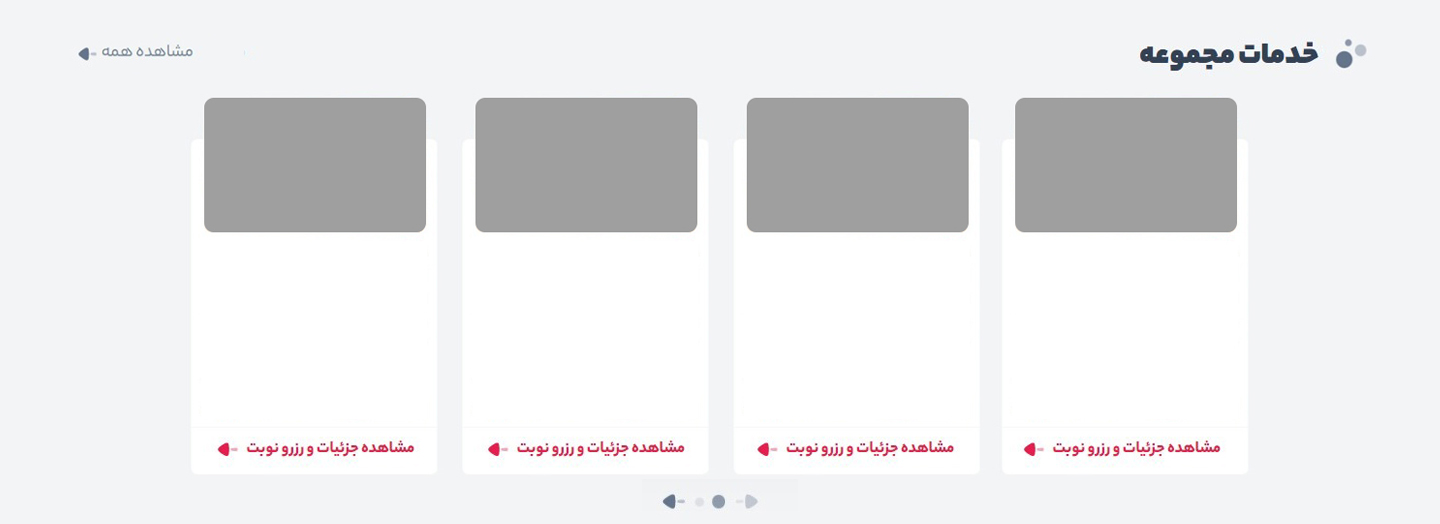 خدمات مجموعه
مشاهده همه
مشاهده جزئیات و رزرو نوبت
مشاهده جزئیات و رزرو نوبت
مشاهده جزئیات و رزرو نوبت
مشاهده جزئیات و رزرو نوبت